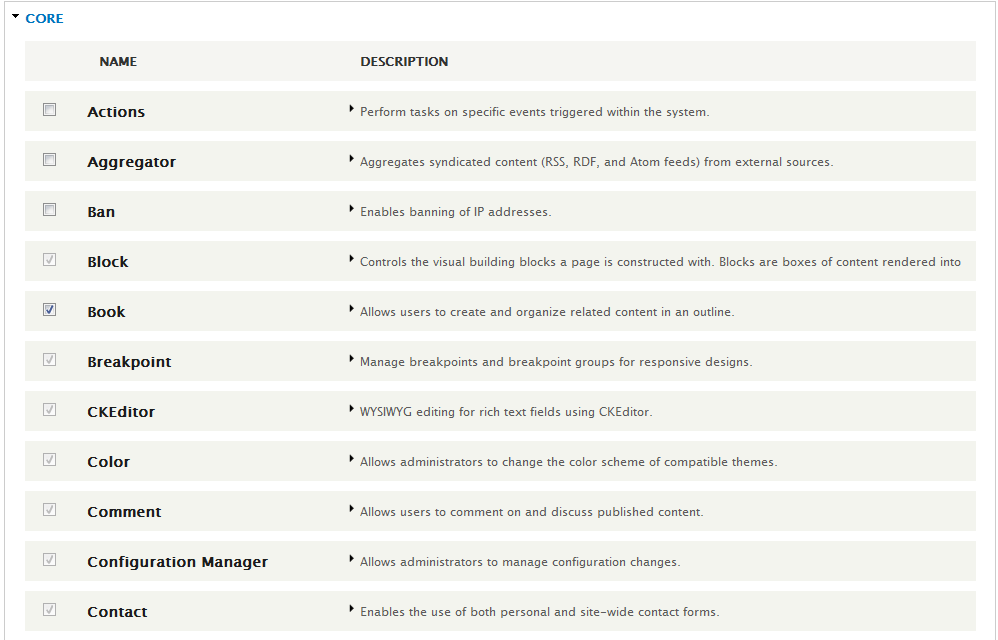 CORE
NAME DESCRIPTION
Actions Perform tasks on specific events triggered within the system.
Aggregator Aggregates syndicated content (RSS, RDF, and Atom feeds) from external sources.
Ban Enables banning of IP addresses.
Block Controls the visual building blocks a page is constructed with. Blocks are boxes of content rendered into
Book Allows users to create and organize related content in an outline.
Breakpoint Manage breakpoints and breakpoint groups for responsive designs.
CKEditor WYSIWYG editing for rich text fields using CKEditor.
Color Allows administrators to change the color scheme of compatible themes.
Comment Allows users to comment on and discuss published content.
Configuration Manager Allows administrators to manage configuration changes.
Contact Enables the use of both personal and site-wide contact forms.